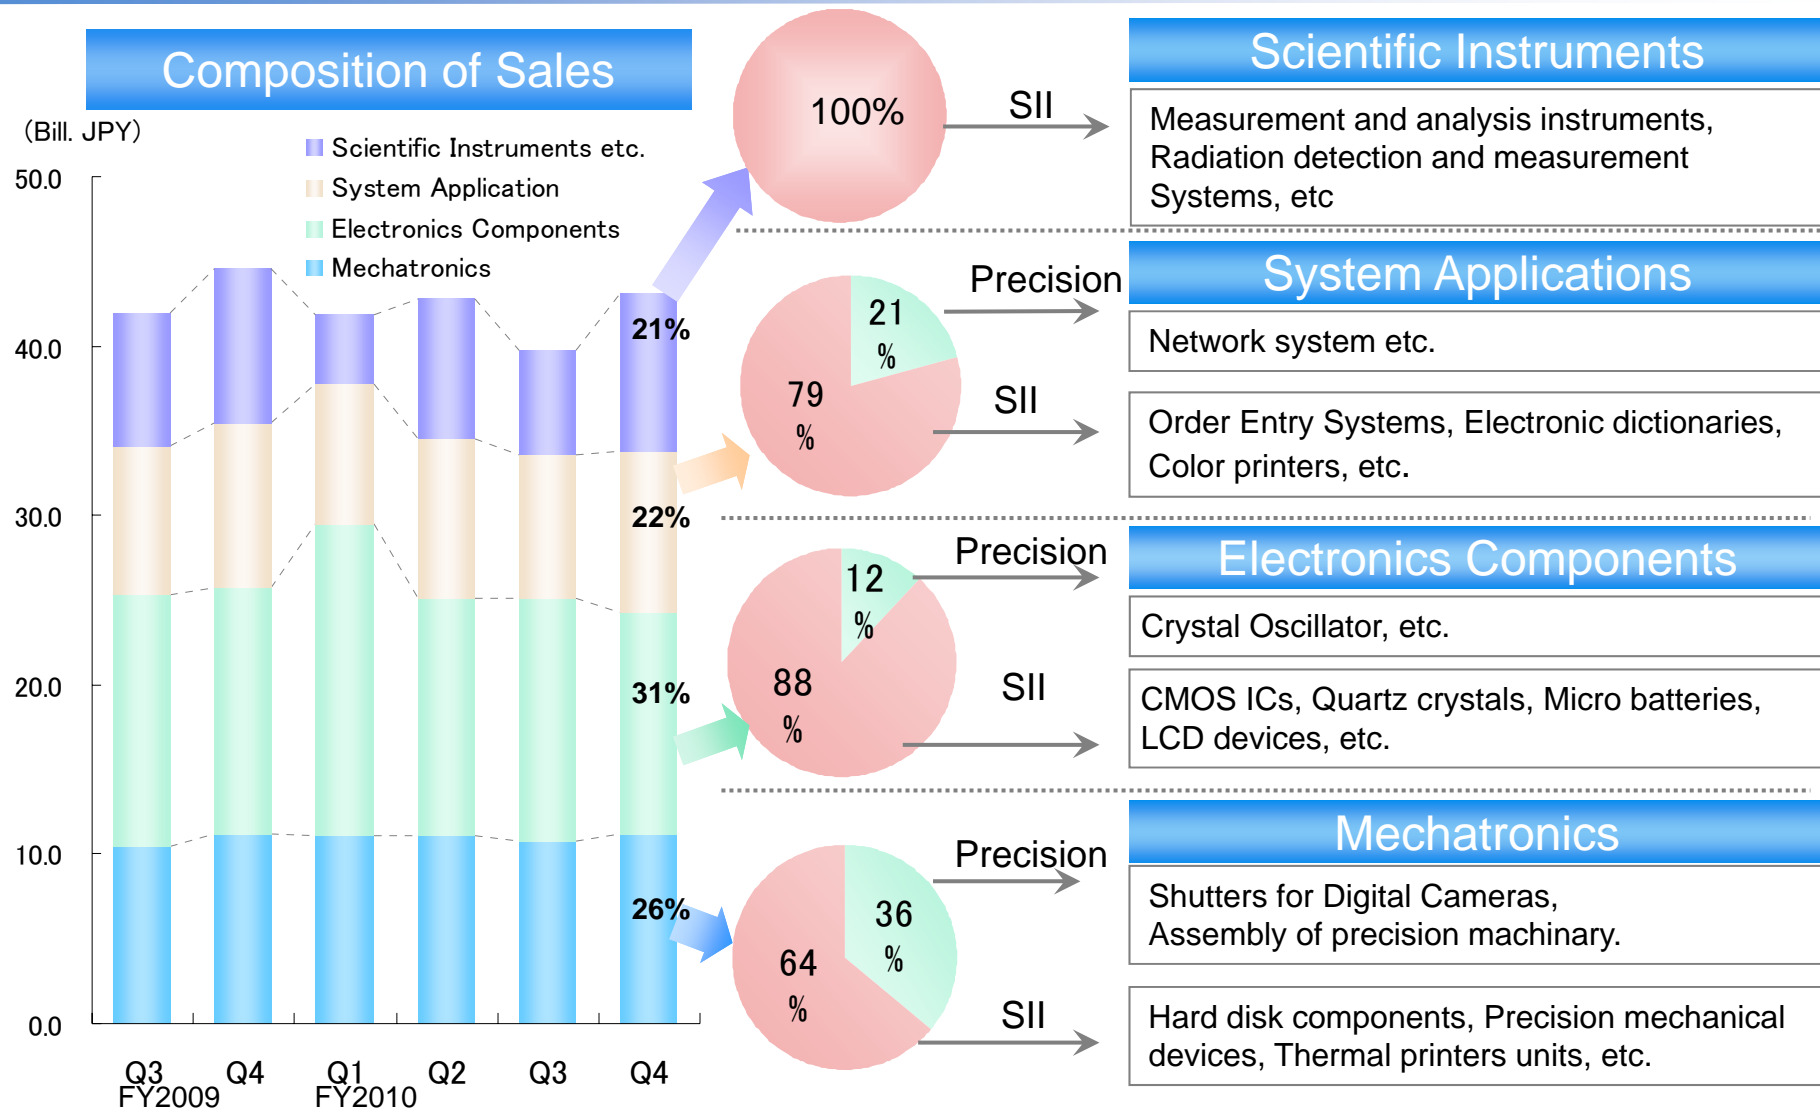 Composition of Sales
(Bill. JPY)
Scientific Instruments etc.
System Application
Electronics Components
Mechatronics
50.0
40.0
30.0
20.0
10.0
0.0
21%
22%
31%
26%
Q3
Q4
Q1
Q2
Q3
Q4
FY2009
FY2010
100%
SII
Scientific Instruments
Measurement and analysis instruments,
Radiation detection and measurement
Systems, etc
21
%
79
%
Precision
SII
System Applications
Network system etc.
Order Entry Systems, Electronic dictionaries,
Color printers, etc.
12
%
88
%
Precision
SII
Electronics Components
Crystal Oscillator, etc.
CMOS ICs, Quartz crystals, Micro batteries,
LCD devices, etc.
36
%
64
%
Precision
SII
Mechatronics
Shutters for Digital Cameras,
Assembly of precision machinary.
Hard disk components, Precision mechanical
devices, Thermal printers units, etc.